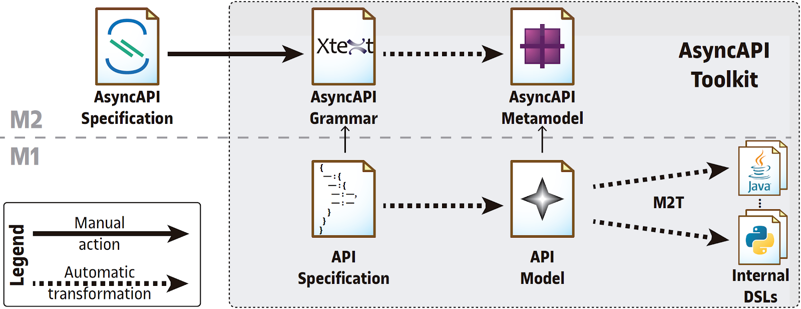 AsyncAPI
Specification
Xtext
AsyncAPI
Grammar
AsyncAPI
Metamodel
AsyncAPI
Toolkit
M2
M1
{
—:{
—:{
—:—,
—:—
}
}
}
API
Specification
API
Model
M2T
Java
Internal
DSLs
Legend
Manual
action
Automatic
transformation